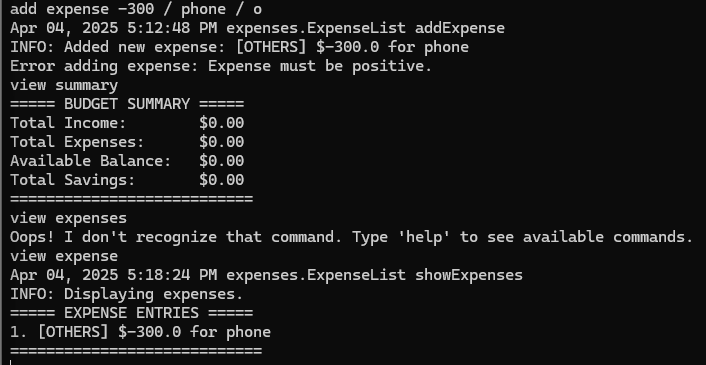 add expense -300 / phone / o
Apr 04, 2025 5:12:48 PM expenses.ExpenseList addExpense
INFO: Added new expense: [OTHERS] $-300.0 for phone
Error adding expense: Expense must be positive.
view summary
===== BUDGET SUMMARY =====
Total Income:        $0.00
Total Expenses:      $0.00
Available Balance:   $0.00
Total Savings:       $0.00
===========================
view expenses
Oops! I don't recognize that command. Type 'help' to see available commands.
view expense
Apr 04, 2025 5:18:24 PM expenses.ExpenseList showExpenses
INFO: Displaying expenses.
===== EXPENSE ENTRIES =====
1. [OTHERS] $-300.0 for phone
============================